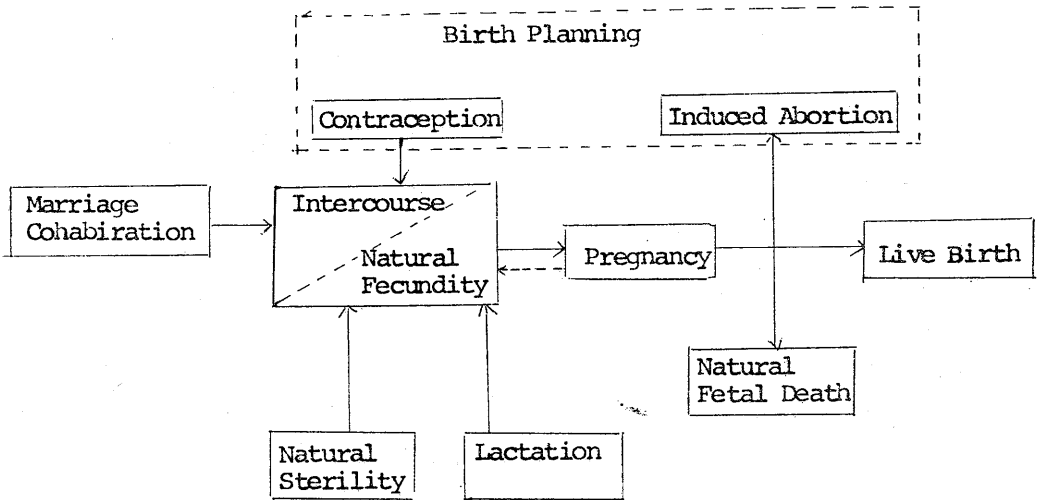 Birth Planning
Contraception
Induced Abortion
Marriage
Cohabiration
Intercourse
Natural
Fecundity
Pregnancy
Live Birth
Natural
Fetal Death
Natural
Sterility
Lactation